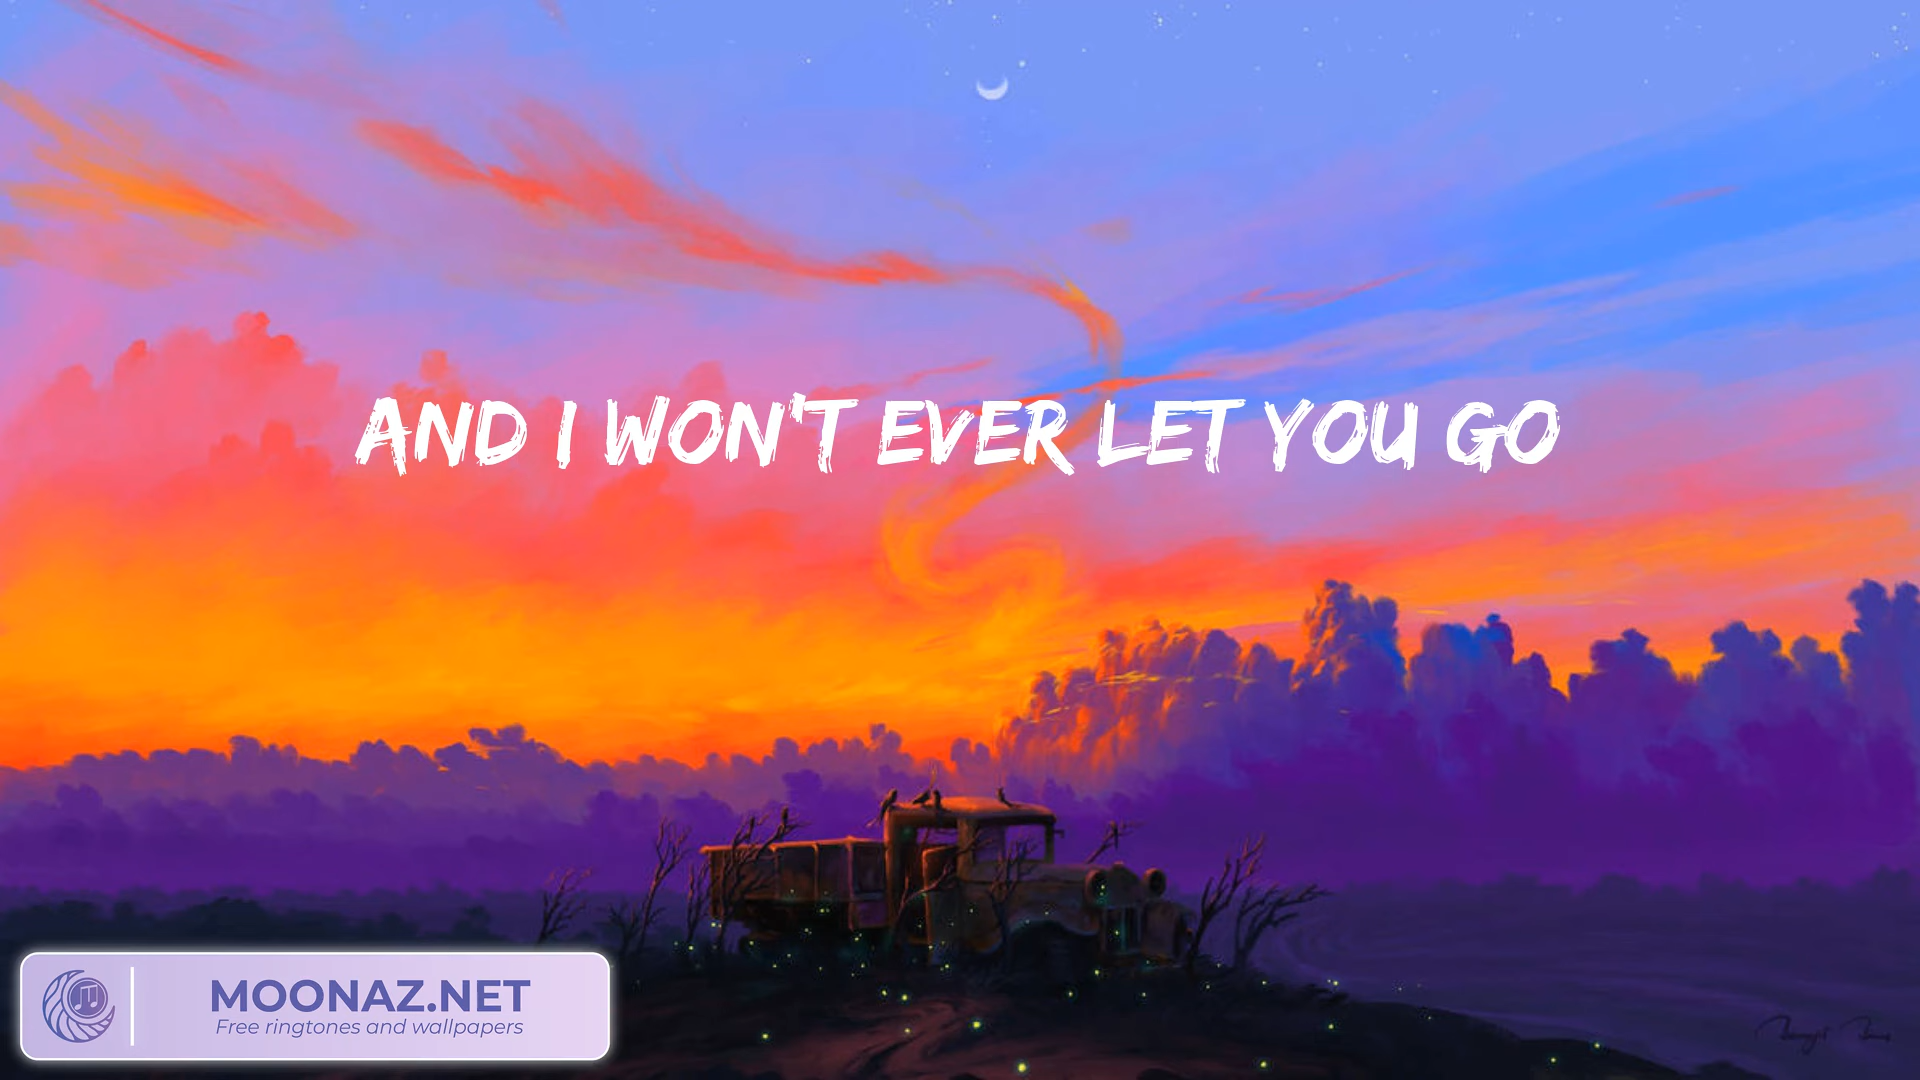 AND I WON'T EVER LET YOU GO
MOONAZ.NET
Free ringtones and wallpapers